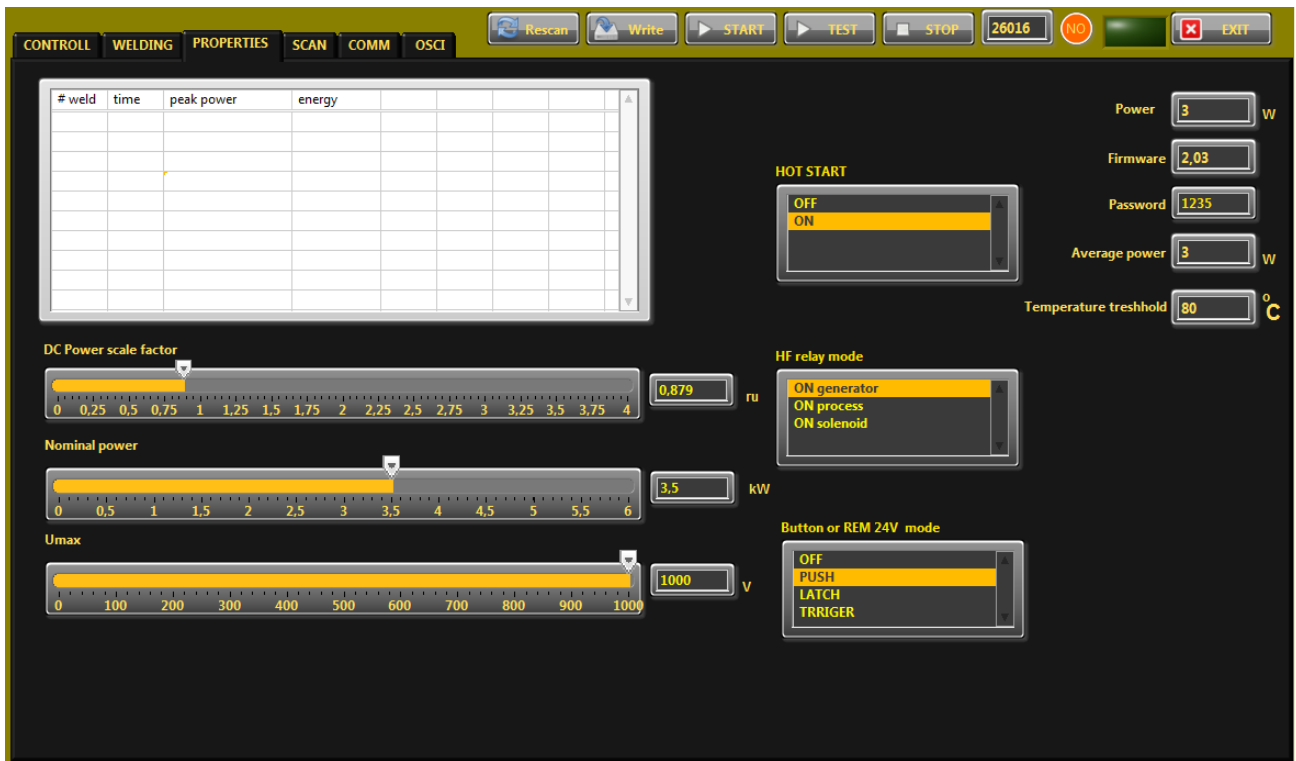 Rescan Write START TEST STOP 26016 NO EXIT
CONTROLL WELDING PROPERTIES SCAN COMM OSCI
# weld time peak power energy
Power 3 W
Firmware 2,03
Password 1235
Average power 3 W
Temperature treshhold 80 °C
HOT START
OFF
ON
DC Power scale factor
0 0,25 0,5 0,75 1 1,25 1,5 1,75 2 2,25 2,5 2,75 3 3,25 3,5 3,75 4
0,879 ru
Nominal power
0 0,5 1 1,5 2 2,5 3 3,5 4 4,5 5 5,5 6
3,5 kW
Umax
0 100 200 300 400 500 600 700 800 900 1000
1000 V
HF relay mode
ON generator
ON process
ON solenoid
Button or REM 24V mode
OFF
PUSH
LATCH
TRRIGER